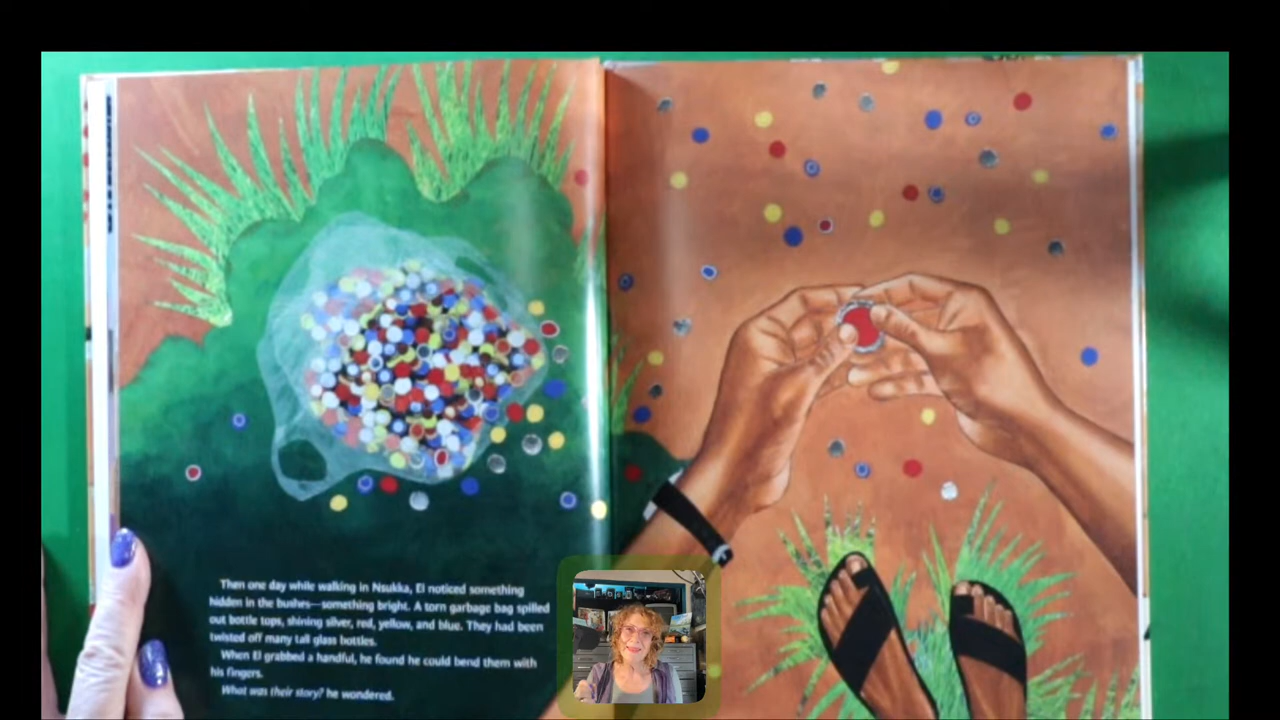 Then one day while walking in Nsukka, El noticed something
hidden in the bushes—something bright. A torn garbage bag spilled
out bottle tops, shining silver, red, yellow, and blue. They had been
twisted off many tall glass bottles.
When El grabbed a handful, he found he could bend them with
his fingers.
What was their story? he wondered.